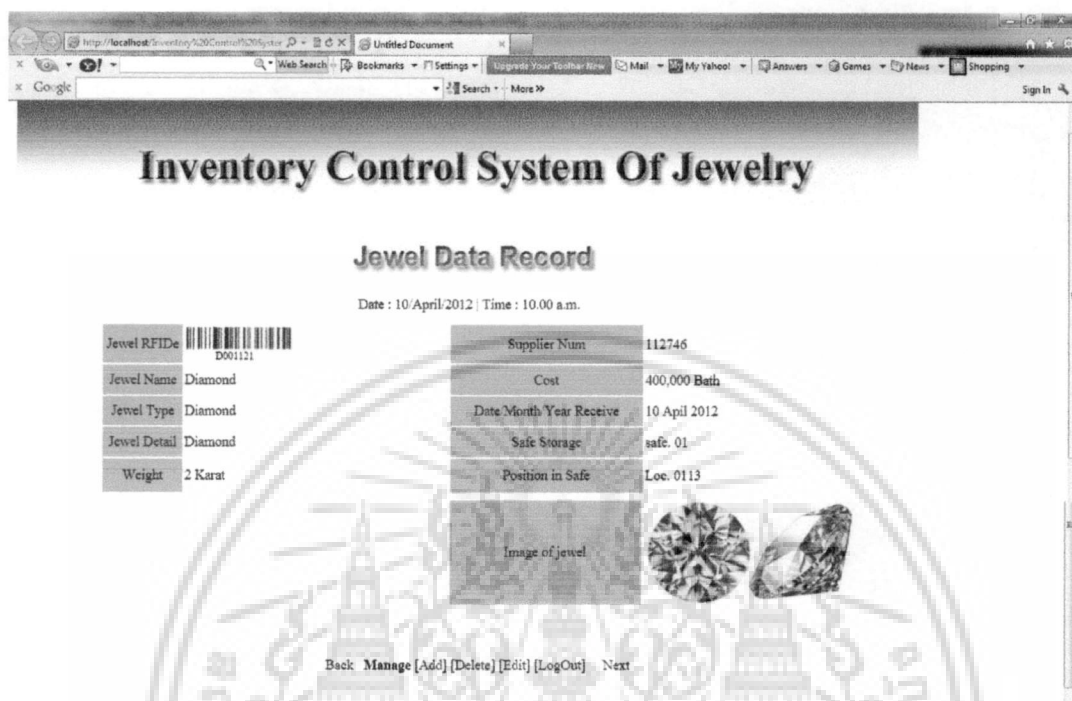 http://localhost/Inventory%20Control%20System
Untitled Document
Web Search Bookmarks Settings Upgrade Your Toolbar Now Mail My Yahoo! Answers Games News Shopping
Google Search More >> Sign In
Inventory Control System Of Jewelry
Jewel Data Record
Date : 10/April/2012 | Time : 10.00 a.m.
Jewel RFIDe D001121 Supplier Num 112746
Jewel Name Diamond Cost 400,000 Bath
Jewel Type Diamond Date/Month/Year Receive 10 Apil 2012
Jewel Detail Diamond Safe Storage safe. 01
Weight 2 Karat Position in Safe Loc. 0113
Image of jewel
Back Manage [Add] [Delete] [Edit] [LogOut] Next